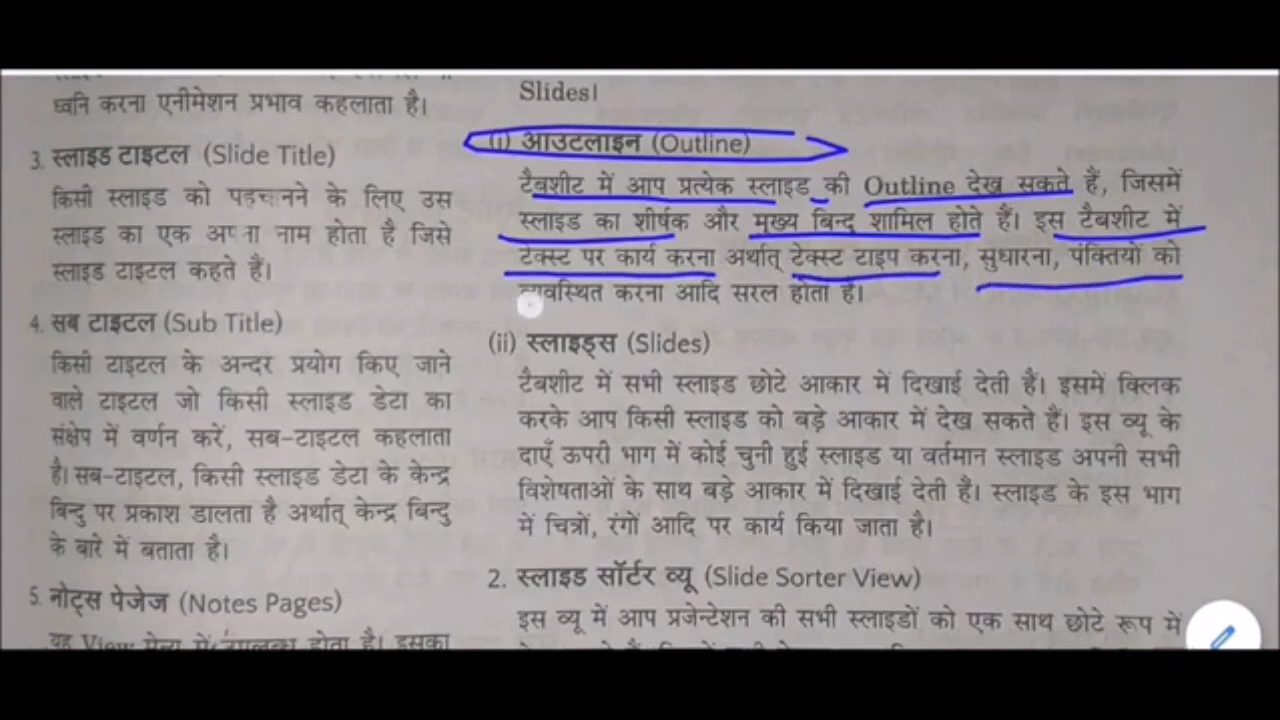 ध्वनि करना एनीमेशन प्रभाव कहलाता है।
3. स्लाइड टाइटल (Slide Title)
किसी स्लाइड को पहचानने के लिए उस
स्लाइड का एक अपना नाम होता है जिसे
स्लाइड टाइटल कहते हैं।
4. सब टाइटल (Sub Title)
किसी टाइटल के अन्दर प्रयोग किए जाने
वाले टाइटल जो किसी स्लाइड डेटा का
संक्षेप में वर्णन करें, सब-टाइटल कहलाता
है। सब-टाइटल, किसी स्लाइड डेटा के केन्द्र
बिन्दु पर प्रकाश डालता है अर्थात् केन्द्र बिन्दु
के बारे में बताता है।
5. नोट्स पेजेज (Notes Pages)
यह View मेन्यू में उपलब्ध होता है। इसका
Slides।
(i) आउटलाइन (Outline)
टैबशीट में आप प्रत्येक स्लाइड की Outline देख सकते हैं, जिसमें
स्लाइड का शीर्षक और मुख्य बिन्दु शामिल होते हैं। इस टैबशीट में
टेक्स्ट पर कार्य करना अर्थात् टेक्स्ट टाइप करना, सुधारना, पंक्तियों को
व्यवस्थित करना आदि सरल होता है।
(ii) स्लाइड्स (Slides)
टैबशीट में सभी स्लाइड छोटे आकार में दिखाई देती हैं। इसमें क्लिक
करके आप किसी स्लाइड को बड़े आकार में देख सकते हैं। इस व्यू के
दाएँ ऊपरी भाग में कोई चुनी हुई स्लाइड या वर्तमान स्लाइड अपनी सभी
विशेषताओं के साथ बड़े आकार में दिखाई देती है। स्लाइड के इस भाग
में चित्रों, रंगों आदि पर कार्य किया जाता है।
2. स्लाइड सॉर्टर व्यू (Slide Sorter View)
इस व्यू में आप प्रजेन्टेशन की सभी स्लाइडों को एक साथ छोटे रूप में